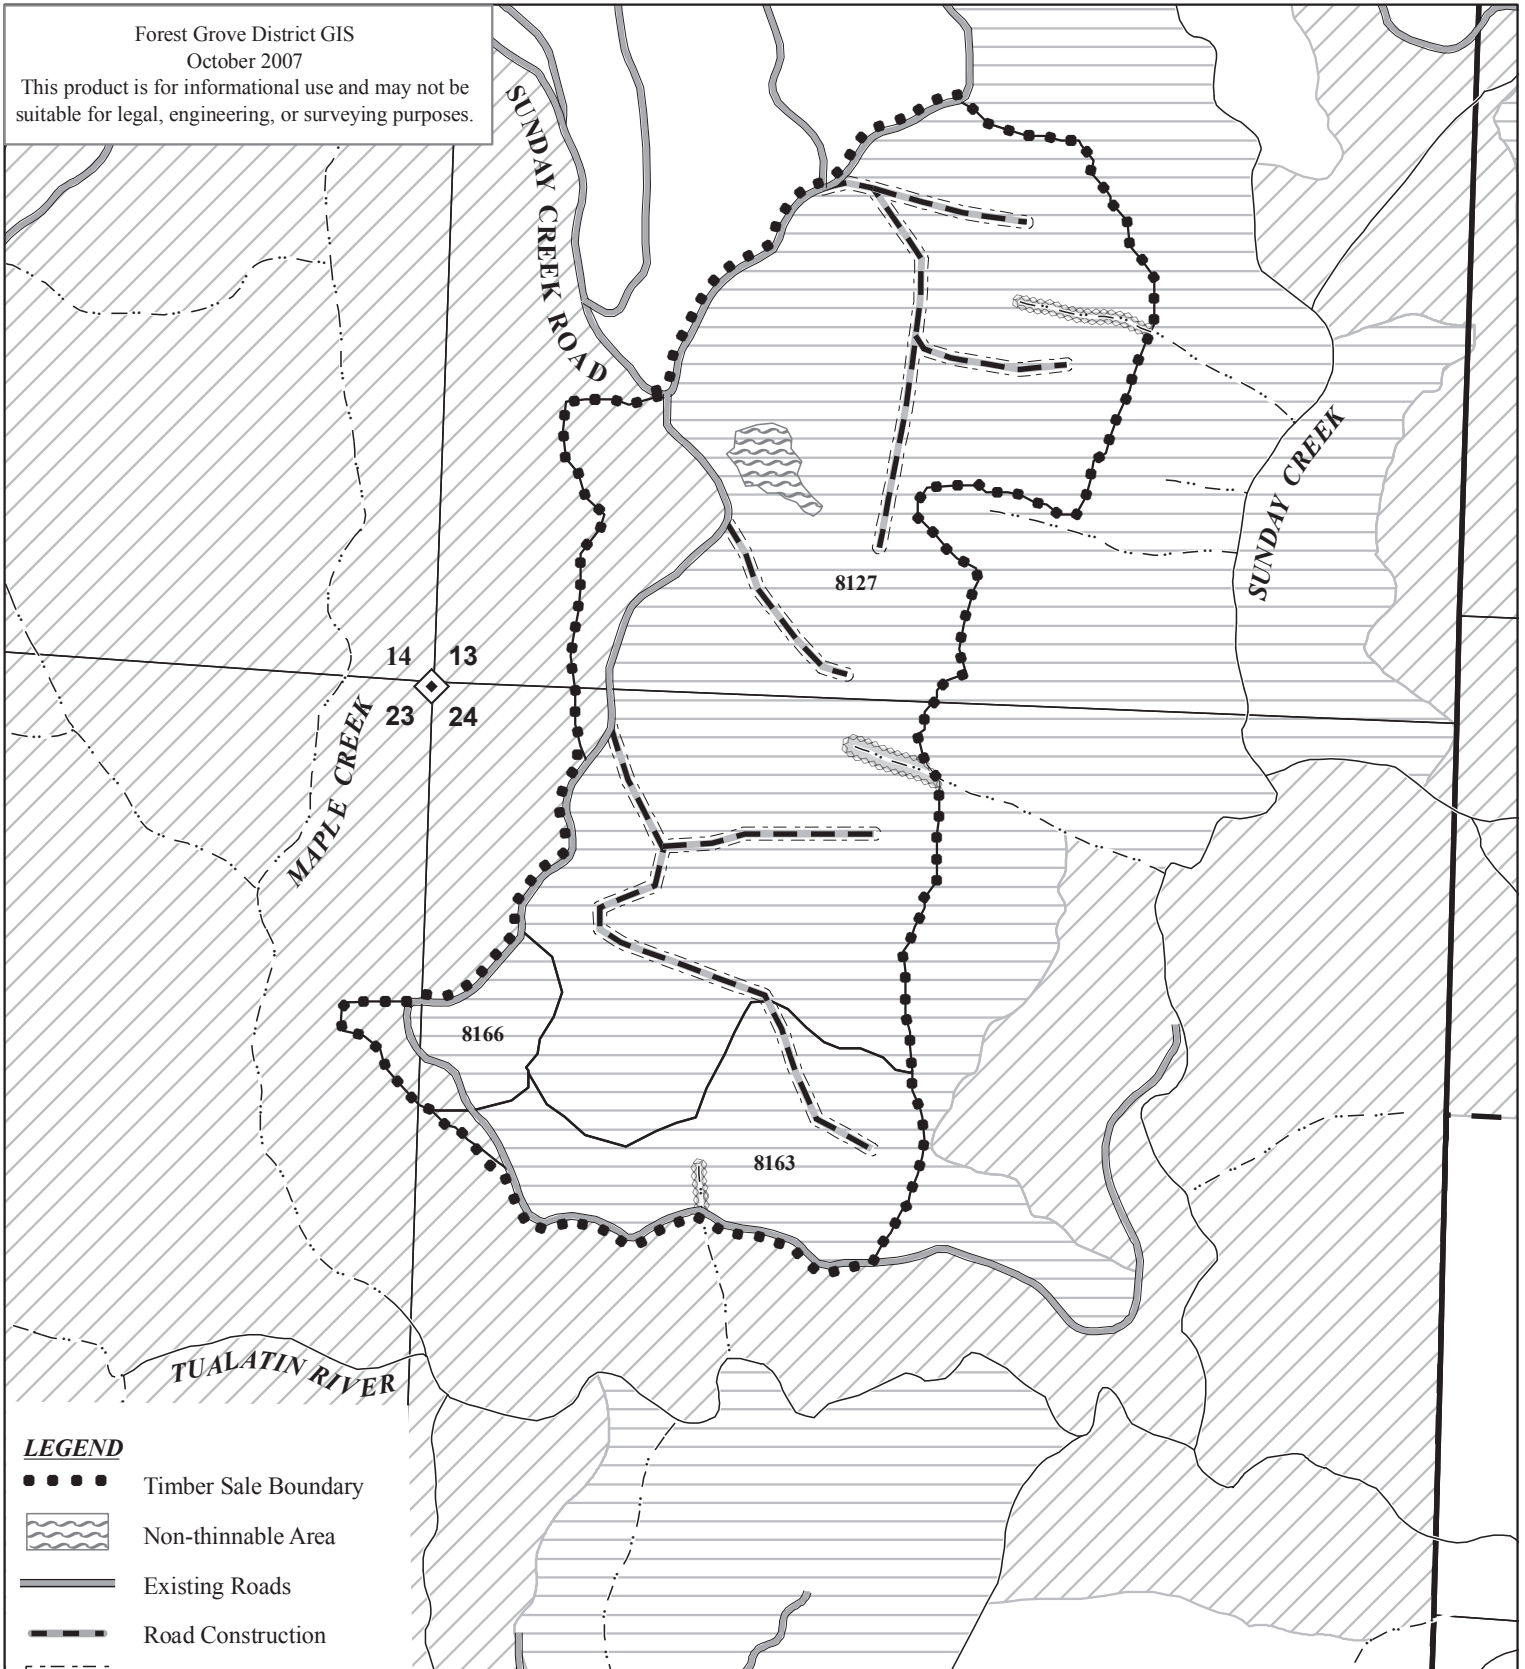 Forest Grove District GIS
October 2007
This product is for informational use and may not be
suitable for legal, engineering, or surveying purposes.
SUNDAY CREEK ROAD
SUNDAY CREEK
8127
14 13
23 24
MAPLE CREEK
8166
8163
TUALATIN RIVER
LEGEND
Timber Sale Boundary
Non-thinnable Area
Existing Roads
Road Construction